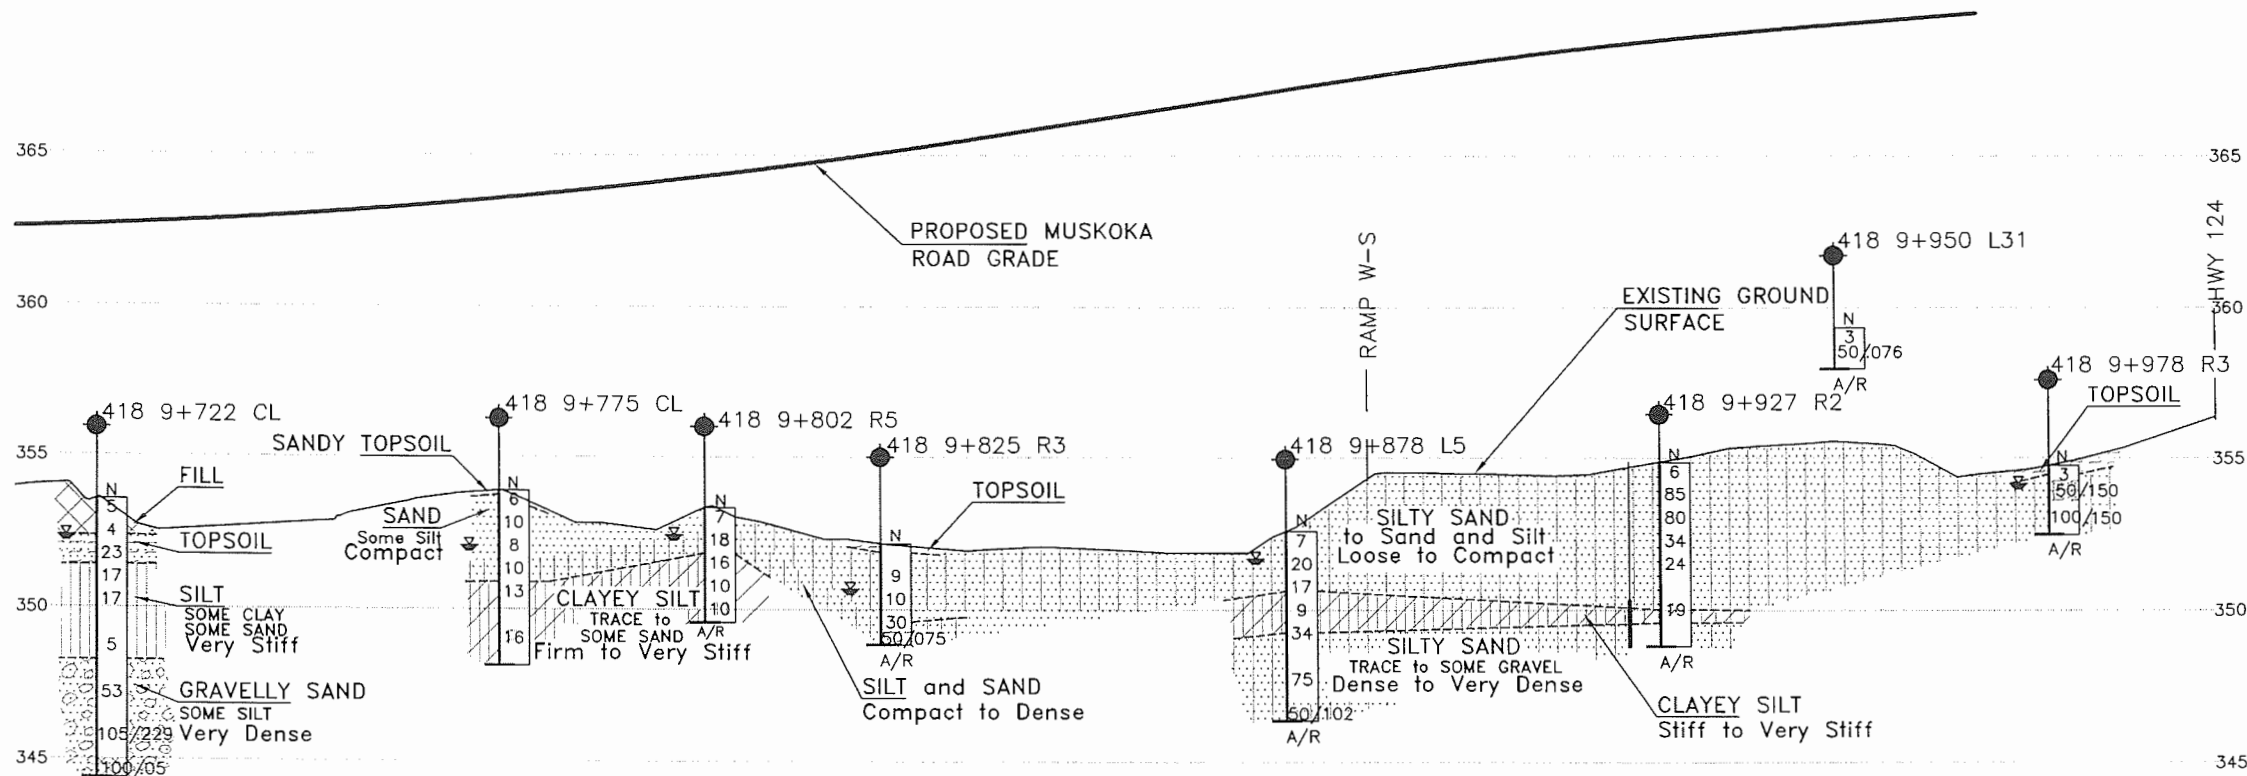 365
365
PROPOSED MUSKOKA
ROAD GRADE
RAMP W-S
HWY 124
418 9+950 L31
N
3
50/.076
A/R
360
360
EXISTING GROUND
SURFACE
418 9+722 CL
418 9+775 CL
418 9+802 R5
418 9+825 R3
418 9+878 L5
418 9+927 R2
418 9+978 R3
TOPSOIL
355
355
SANDY TOPSOIL
FILL
TOPSOIL
SAND
Some Silt
Compact
TOPSOIL
SILTY SAND
to Sand and Silt
Loose to Compact
N
5
4
23
17
17
5
53
105/.229
100/.05
N
6
10
8
10
13
16
N
7
18
16
10
10
A/R
N
9
10
30
50/.075
A/R
N
7
20
17
9
34
75
50/.102
A/R
N
6
85
80
34
24
19
A/R
N
3
50/.150
100/.150
A/R
350
350
SILT
SOME CLAY
SOME SAND
Very Stiff
CLAYEY SILT
TRACE to
SOME SAND
Firm to Very Stiff
SILTY SAND
TRACE to SOME GRAVEL
Dense to Very Dense
GRAVELLY SAND
SOME SILT
Very Dense
SILT and SAND
Compact to Dense
CLAYEY SILT
Stiff to Very Stiff
345
345